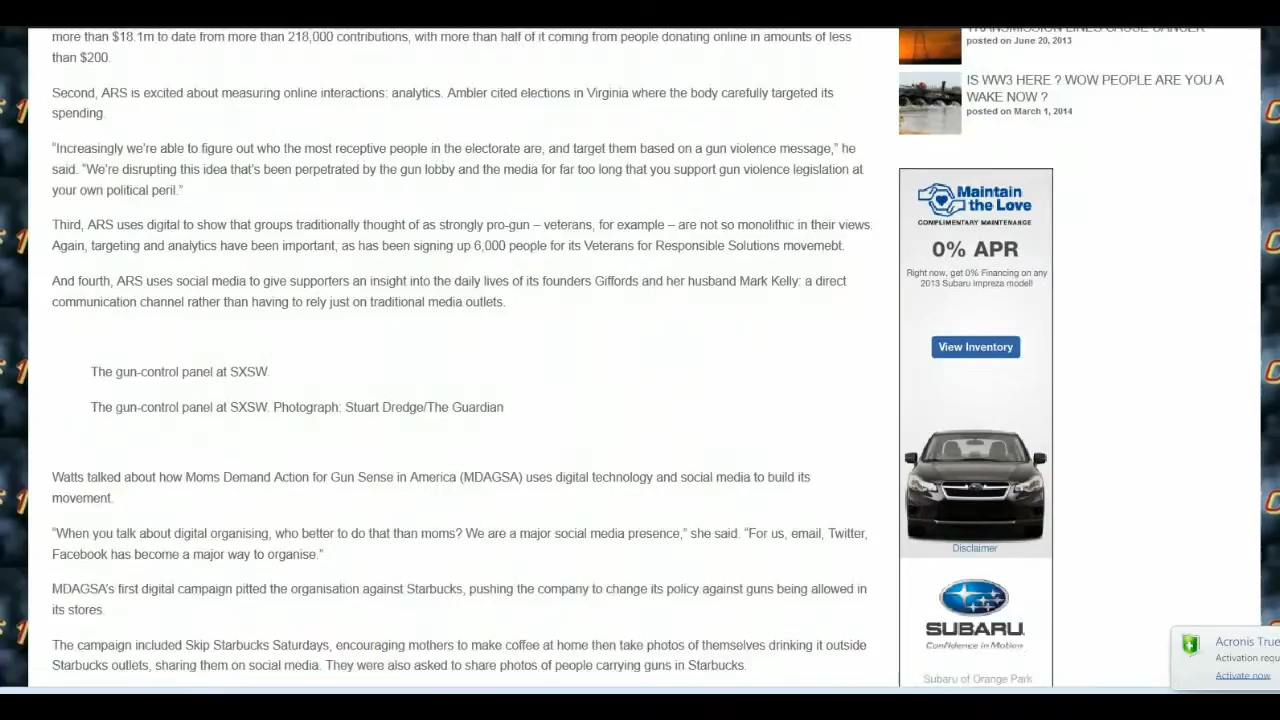 more than $18.1m to date from more than 218,000 contributions, with more than half of it coming from people donating online in amounts of less
than $200.
Second, ARS is excited about measuring online interactions: analytics. Ambler cited elections in Virginia where the body carefully targeted its
spending.
“Increasingly we’re able to figure out who the most receptive people in the electorate are, and target them based on a gun violence message,” he
said. “We’re disrupting this idea that’s been perpetrated by the gun lobby and the media for far too long that you support gun violence legislation at
your own political peril.”
Third, ARS uses digital to show that groups traditionally thought of as strongly pro-gun – veterans, for example – are not so monolithic in their views.
Again, targeting and analytics have been important, as has been signing up 6,000 people for its Veterans for Responsible Solutions movemebt.
And fourth, ARS uses social media to give supporters an insight into the daily lives of its founders Giffords and her husband Mark Kelly: a direct
communication channel rather than having to rely just on traditional media outlets.
The gun-control panel at SXSW.
The gun-control panel at SXSW. Photograph: Stuart Dredge/The Guardian
Watts talked about how Moms Demand Action for Gun Sense in America (MDAGSA) uses digital technology and social media to build its
movement.
“When you talk about digital organising, who better to do that than moms? We are a major social media presence,” she said. “For us, email, Twitter,
Facebook has become a major way to organise.”
MDAGSA’s first digital campaign pitted the organisation against Starbucks, pushing the company to change its policy against guns being allowed in
its stores.
The campaign included Skip Starbucks Saturdays, encouraging mothers to make coffee at home then take photos of themselves drinking it outside
Starbucks outlets, sharing them on social media. They were also asked to share photos of people carrying guns in Starbucks.
TRANSMISSION LINES CAUSE CANCER
posted on June 20, 2013
IS WW3 HERE ? WOW PEOPLE ARE YOU A
WAKE NOW ?
posted on March 1, 2014
Maintain
the Love
COMPLIMENTARY MAINTENANCE
0% APR
Right now, get 0% Financing on any
2013 Subaru Impreza model!
View Inventory
Disclaimer
SUBARU
Confidence in Motion
Subaru of Orange Park
Acronis True
Activation requ
Activate now